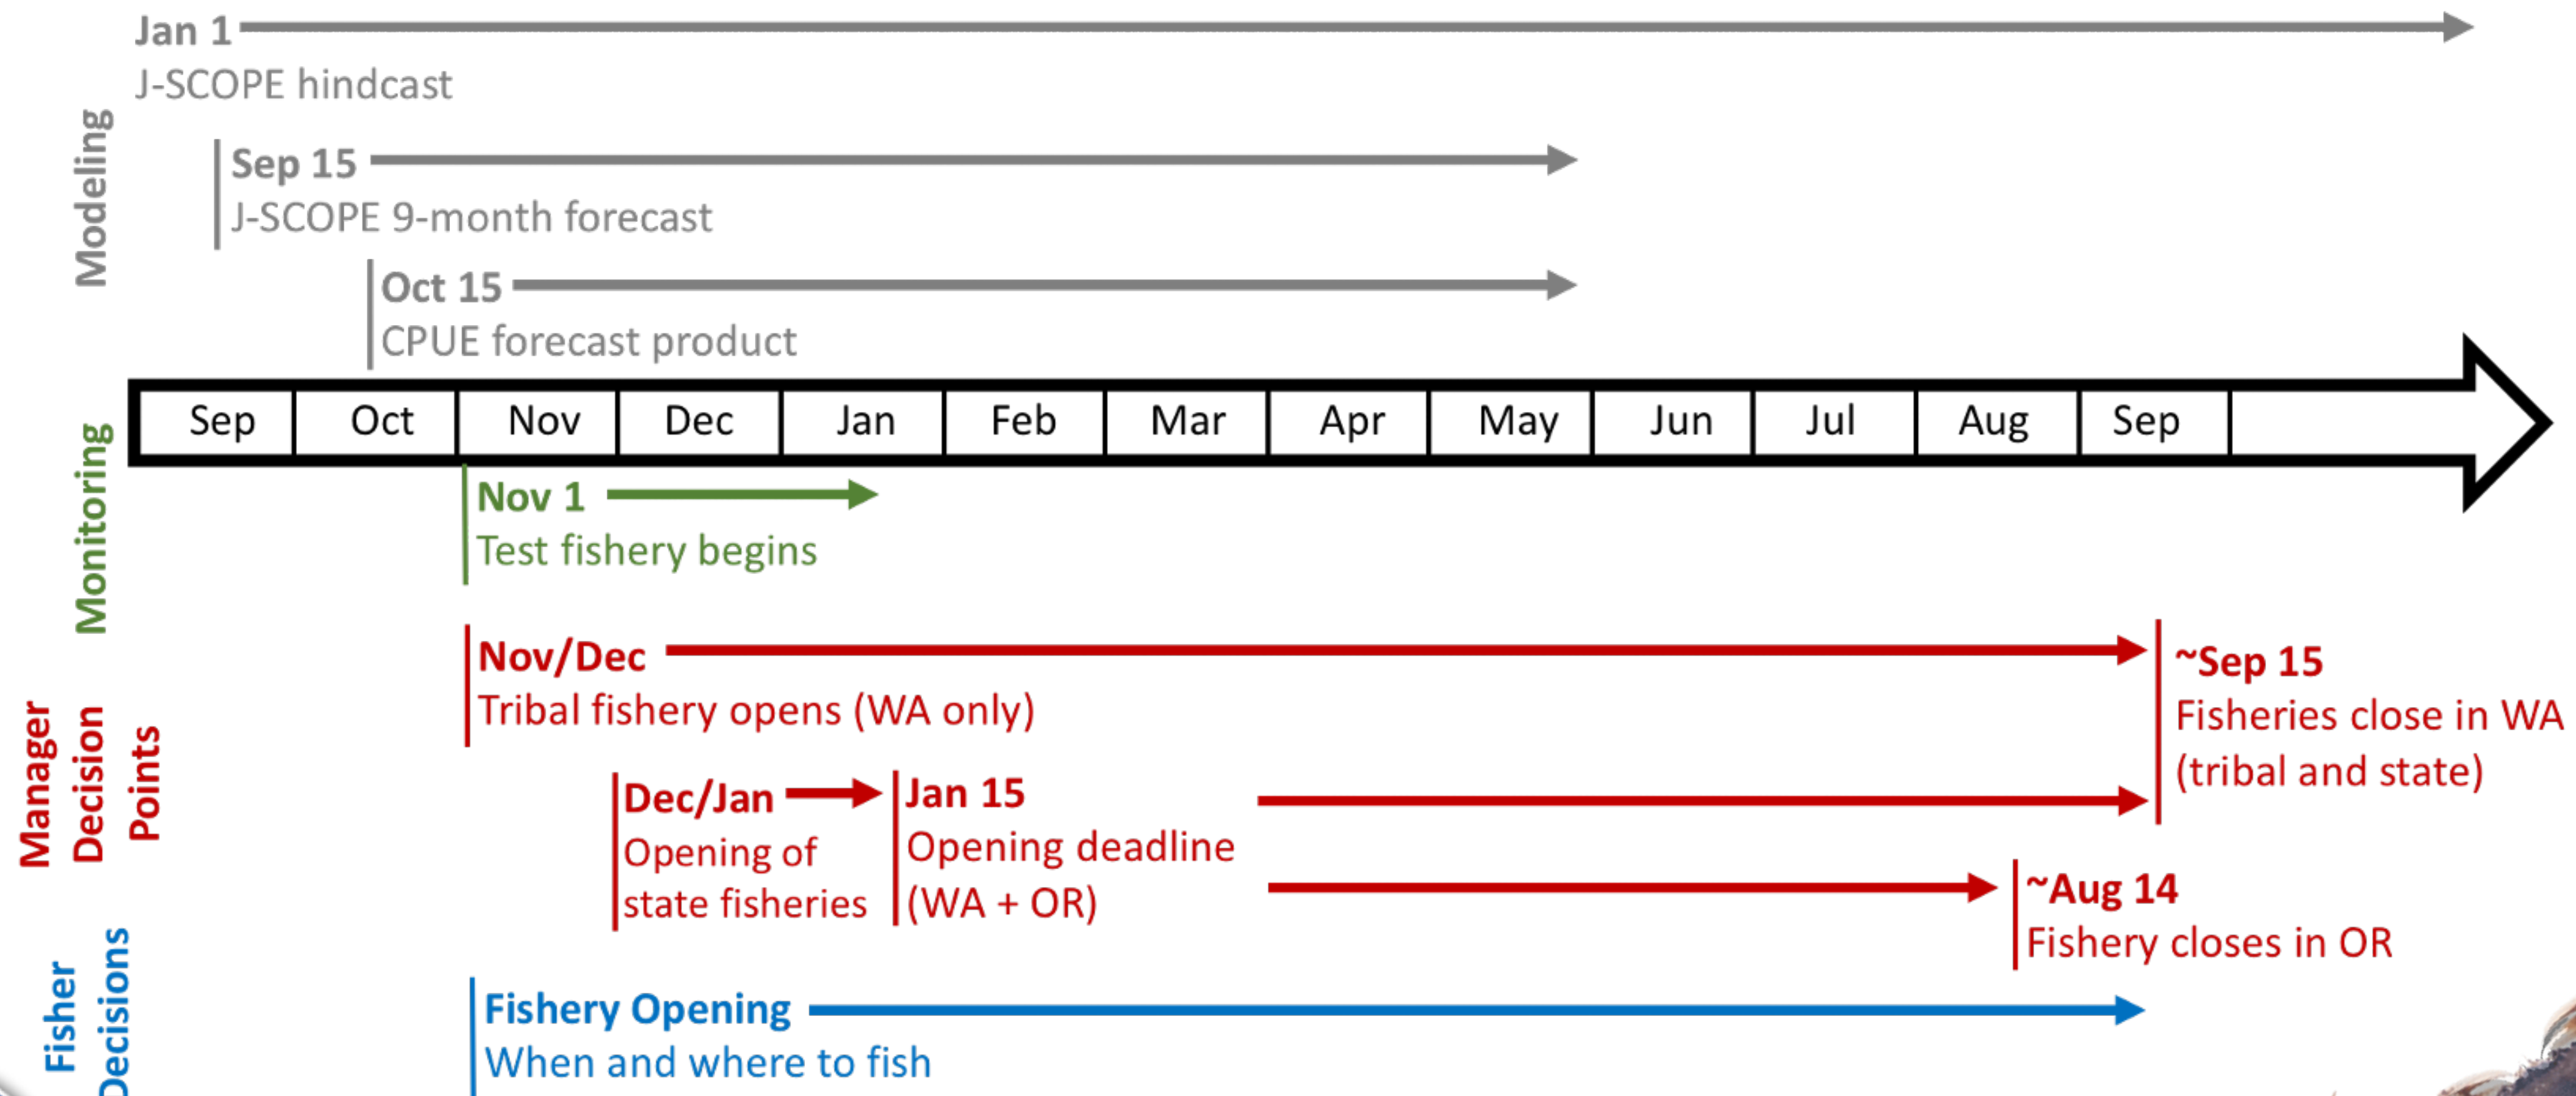 Modeling
Jan 1
J-SCOPE hindcast
Sep 15
J-SCOPE 9-month forecast
Oct 15
CPUE forecast product
Sep Oct Nov Dec Jan Feb Mar Apr May Jun Jul Aug Sep
Monitoring
Nov 1
Test fishery begins
Manager
Decision
Points
Nov/Dec
Tribal fishery opens (WA only)
~Sep 15
Fisheries close in WA
(tribal and state)
Dec/Jan
Opening of
state fisheries
Jan 15
Opening deadline
(WA + OR)
~Aug 14
Fishery closes in OR
Fisher
Decisions
Fishery Opening
When and where to fish